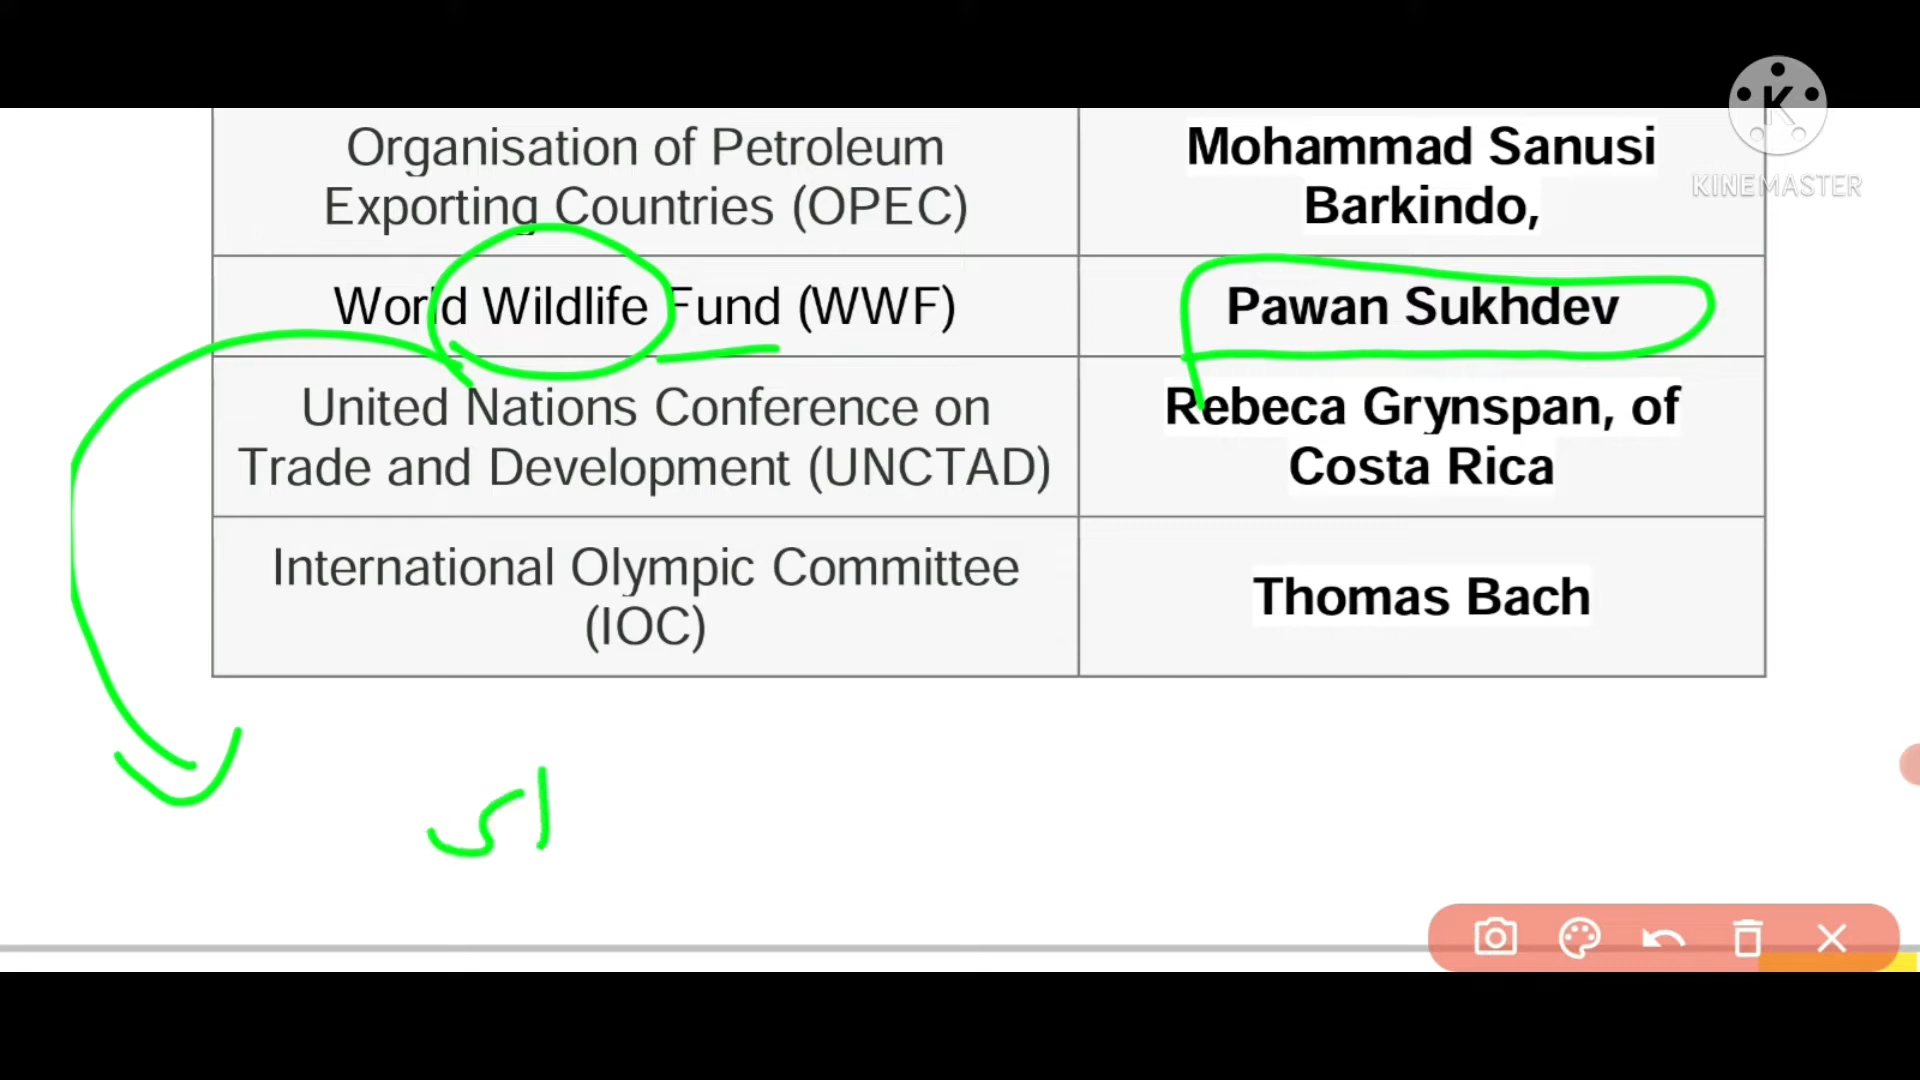 Organisation of Petroleum
Exporting Countries (OPEC)
Mohammad Sanusi
Barkindo,
World Wildlife Fund (WWF)
Pawan Sukhdev
United Nations Conference on
Trade and Development (UNCTAD)
Rebeca Grynspan, of
Costa Rica
International Olympic Committee
(IOC)
Thomas Bach
K
KINEMASTER